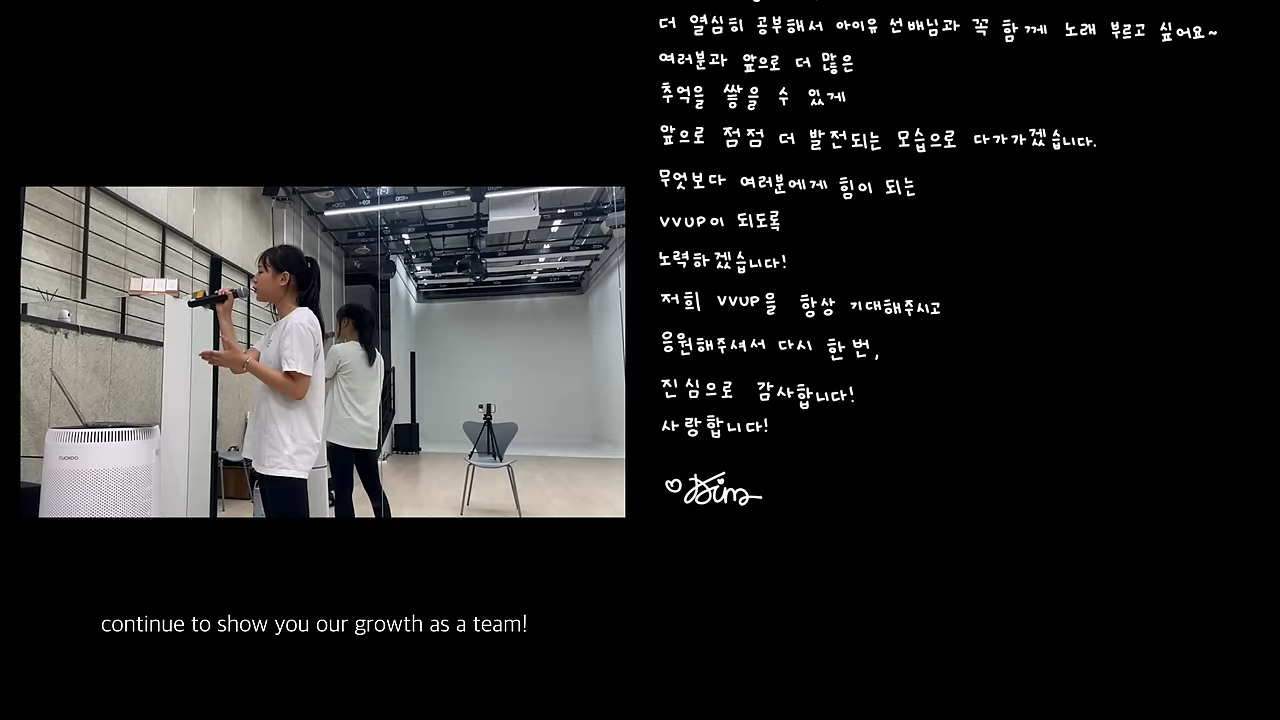 더 열심히 공부해서 아이유 선배님과 꼭 함께 노래 부르고 싶어요~
여러분과 앞으로 더 많은
추억을 쌓을 수 있게
앞으로 점점 더 발전되는 모습으로 다가가겠습니다.
무엇보다 여러분에게 힘이 되는
VVUP이 되도록
노력하겠습니다!
저희 VVUP을 항상 기대해주시고
응원해주셔서 다시 한 번,
진심으로 감사합니다!
사랑합니다!
♡ Kim
CUCKOO
continue to show you our growth as a team!